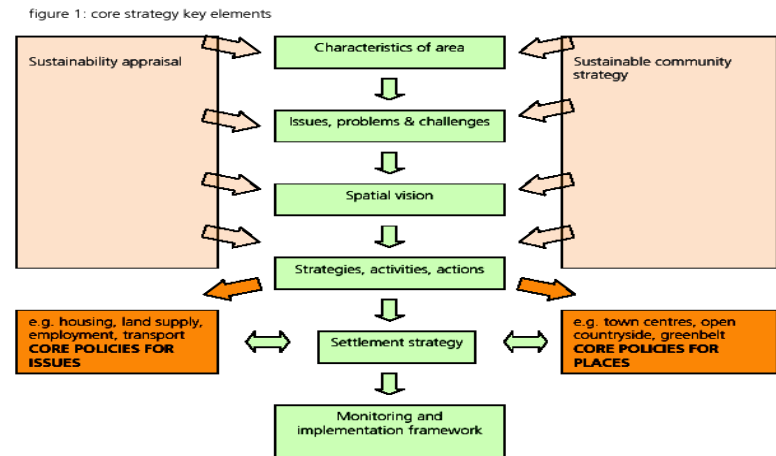 figure 1: core strategy key elements
Sustainability appraisal
Characteristics of area
Sustainable community
strategy
Issues, problems & challenges
Spatial vision
Strategies, activities, actions
e.g. housing, land supply,
employment, transport
CORE POLICIES FOR
ISSUES
Settlement strategy
e.g. town centres, open
countryside, greenbelt
CORE POLICIES FOR
PLACES
Monitoring and
implementation framework